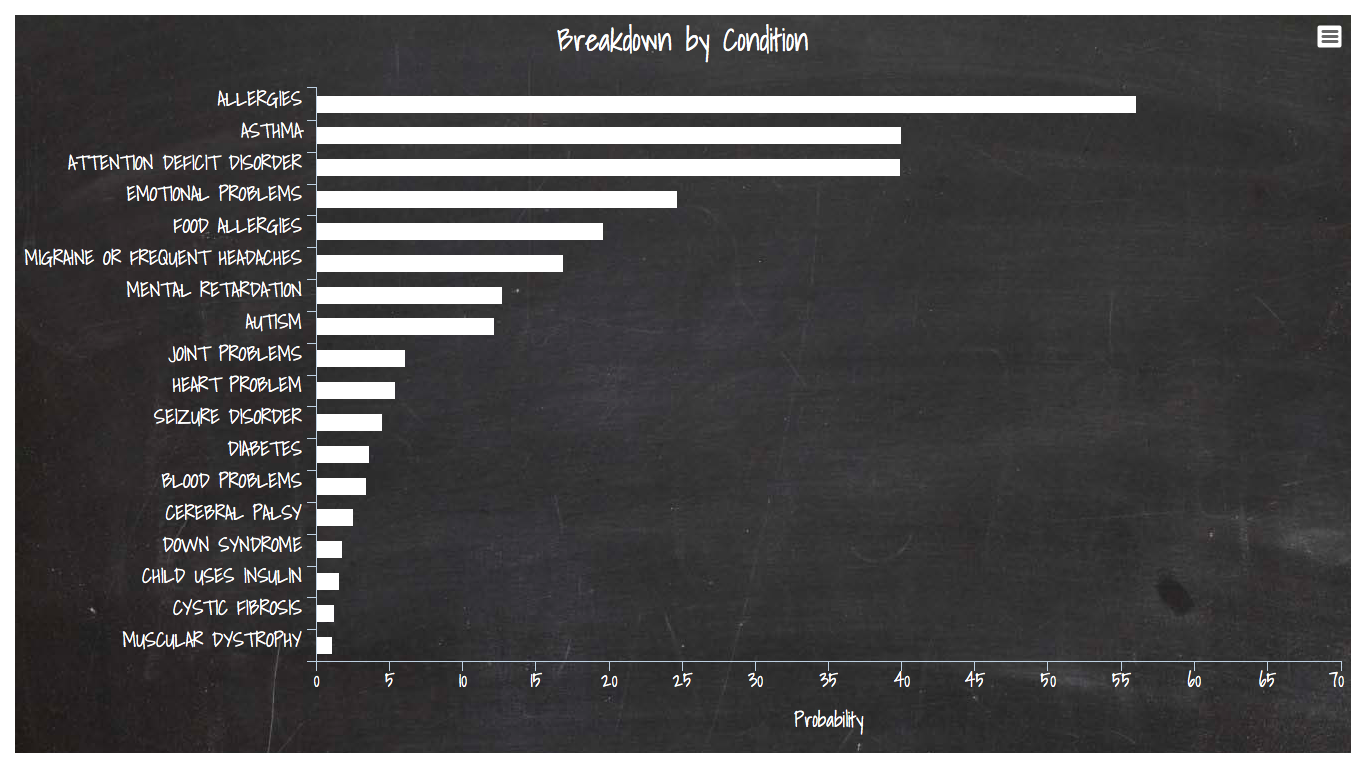 Breakdown by Condition
ALLERGIES
ASTHMA
ATTENTION DEFICIT DISORDER
EMOTIONAL PROBLEMS
FOOD ALLERGIES
MIGRAINE OR FREQUENT HEADACHES
MENTAL RETARDATION
AUTISM
JOINT PROBLEMS
HEART PROBLEM
SEIZURE DISORDER
DIABETES
BLOOD PROBLEMS
CEREBRAL PALSY
DOWN SYNDROME
CHILD USES INSULIN
CYSTIC FIBROSIS
MUSCULAR DYSTROPHY
0 5 10 15 20 25 30 35 40 45 50 55 60 65 70
Probability